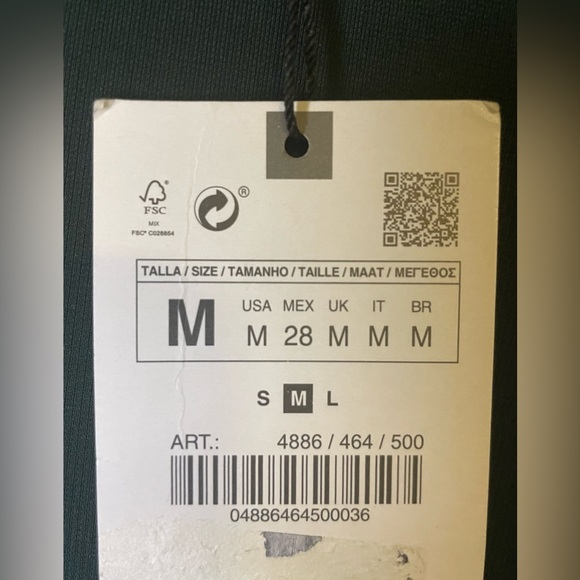 ®
FSC
MIX
FSC® C028854
®
TALLA / SIZE / TAMANHO / TAILLE / MAAT / ΜΕΓΕΘΟΣ
M
USA MEX UK IT BR
M 28 M M M
S M L
ART.: 4886 / 464 / 500
04886464500036